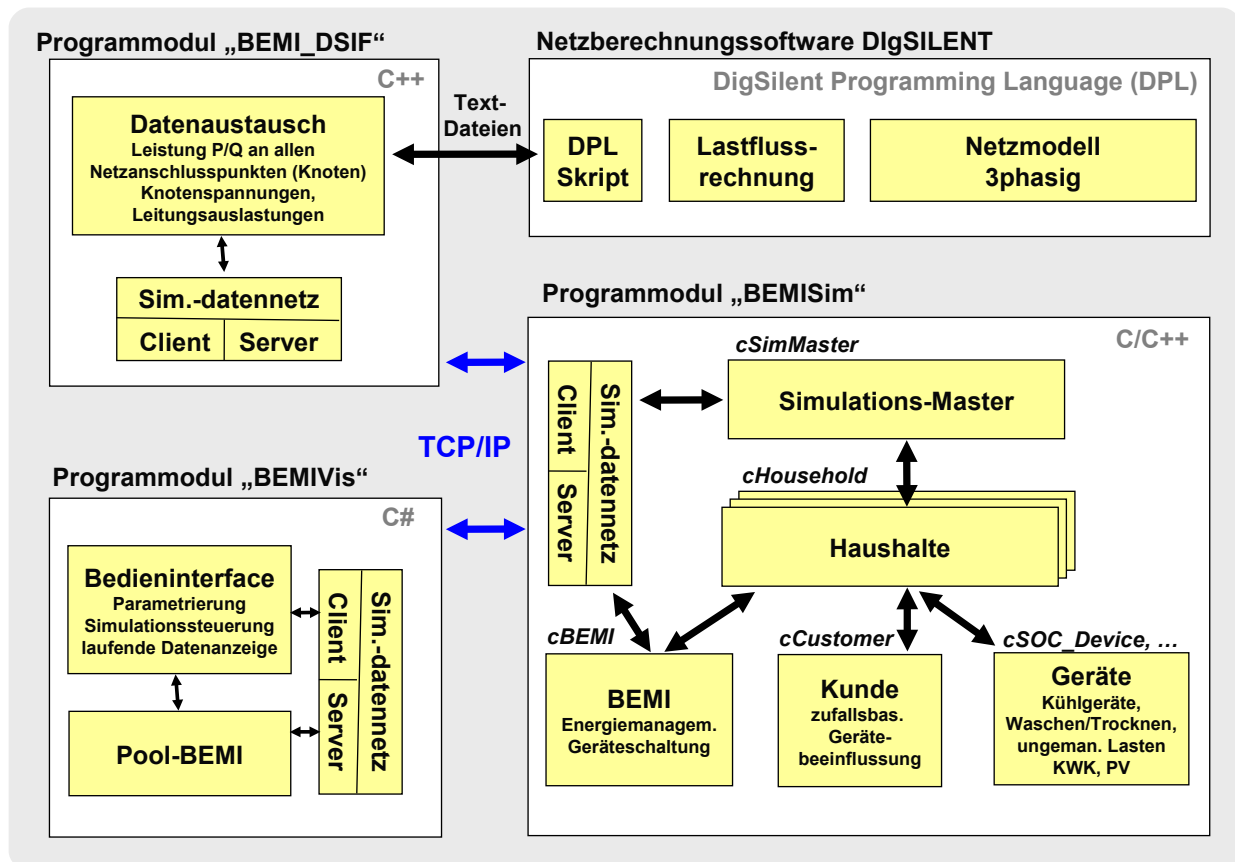 Programmodul „BEMI_DSIF“
C++
Datenaustausch
Leistung P/Q an allen
Netzanschlusspunkten (Knoten)
Knotenspannungen,
Leitungsauslastungen
Sim.-datennetz
Client
Server
Text-
Dateien
Netzberechnungssoftware DIgSILENT
DigSilent Programming Language (DPL)
DPL
Skript
Lastfluss-
rechnung
Netzmodell
3phasig
TCP/IP
Programmodul „BEMISim“
C/C++
Sim.-datennetz
Client
Server
cSimMaster
Simulations-Master
cHousehold
Haushalte
cBEMI
BEMI
Energiemanagem.
Geräteschaltung
cCustomer
Kunde
zufallsbas.
Geräte-
beeinflussung
cSOC_Device, …
Geräte
Kühlgeräte,
Waschen/Trocknen,
ungeman. Lasten
KWK, PV
Programmodul „BEMIVis“
C#
Bedieninterface
Parametrierung
Simulationssteuerung
laufende Datenanzeige
Pool-BEMI
Sim.-datennetz
Client
Server